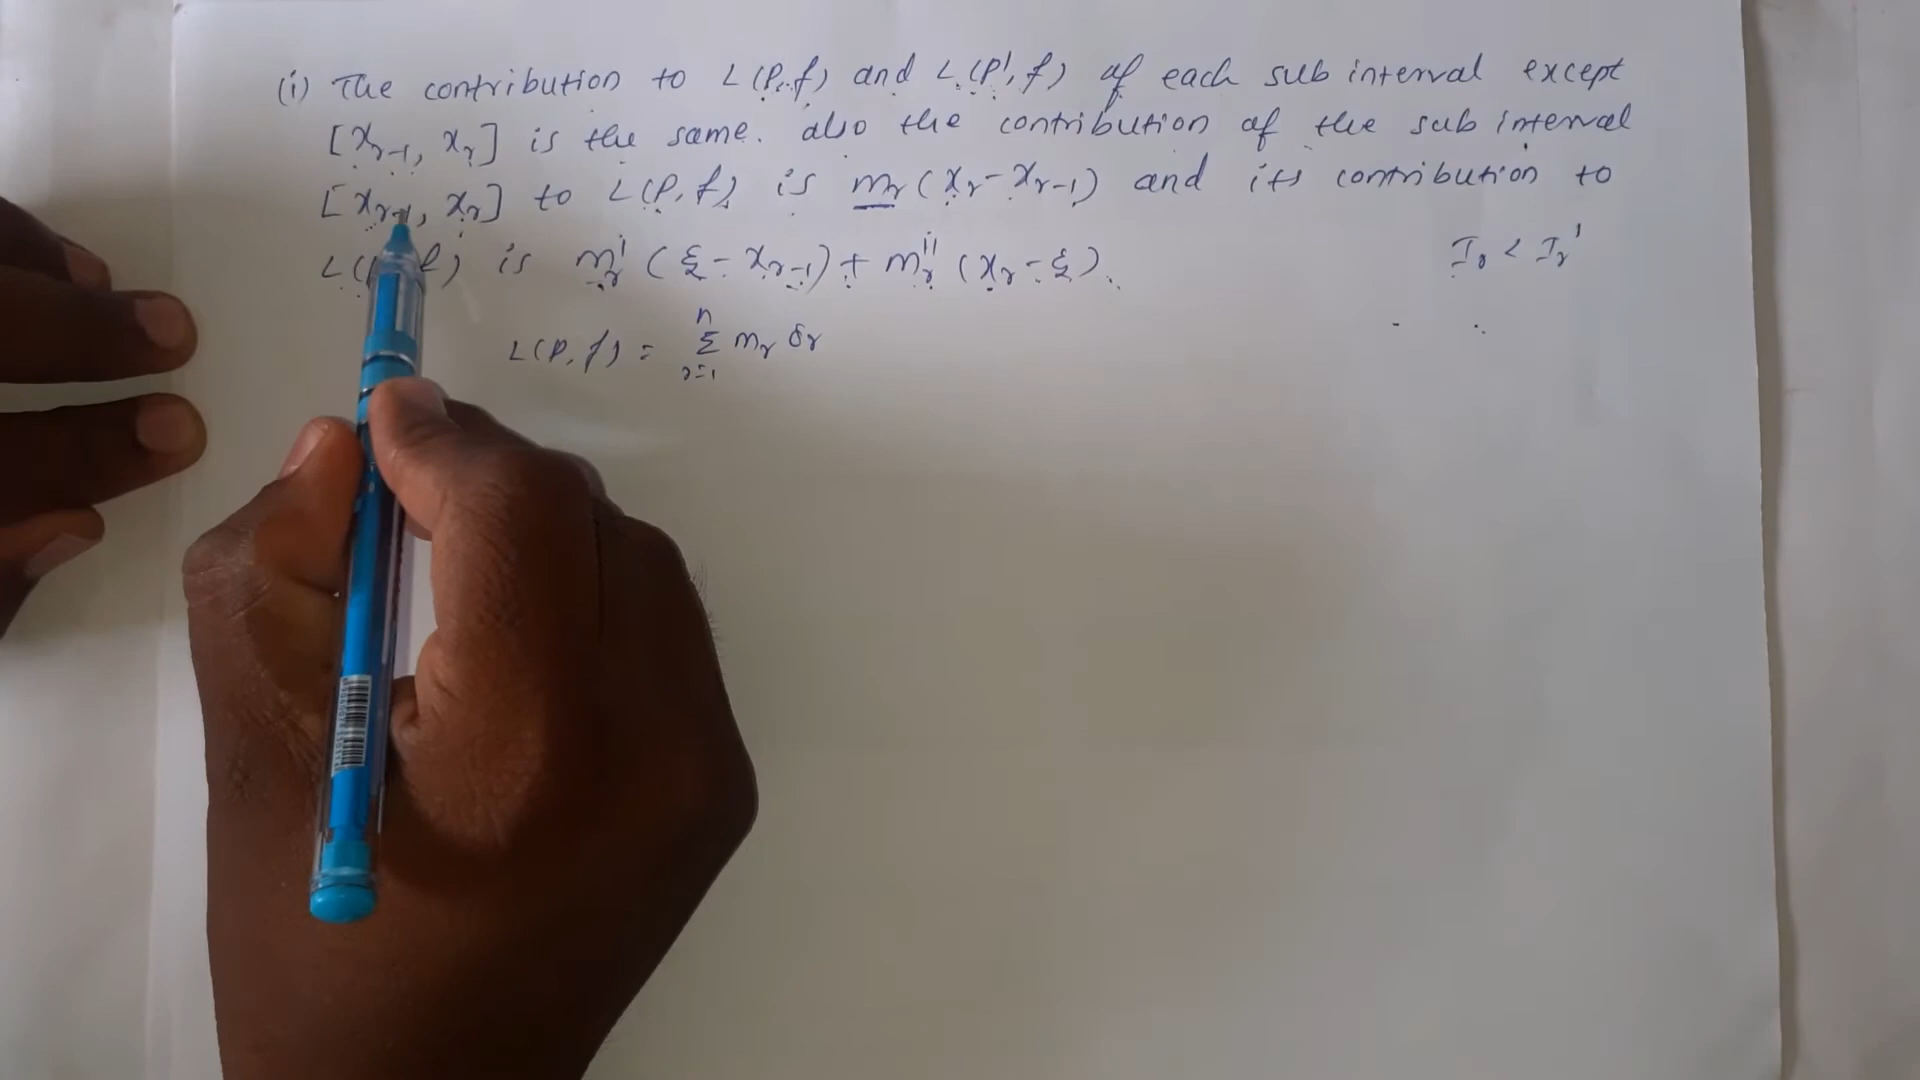 (i) The contribution to L(P,f) and L(P',f) of each sub interval except
[x_{r-1}, x_r] is the same. also the contribution of the sub interval
[x_{r-1}, x_r] to L(P,f) is m_r(x_r - x_{r-1}) and its contribution to
L( f) is m_r'(ξ - x_{r-1}) + m_r''(x_r - ξ).
I_r < I_r'
L(P,f) = \sum_{r=1}^{n} m_r δ_r